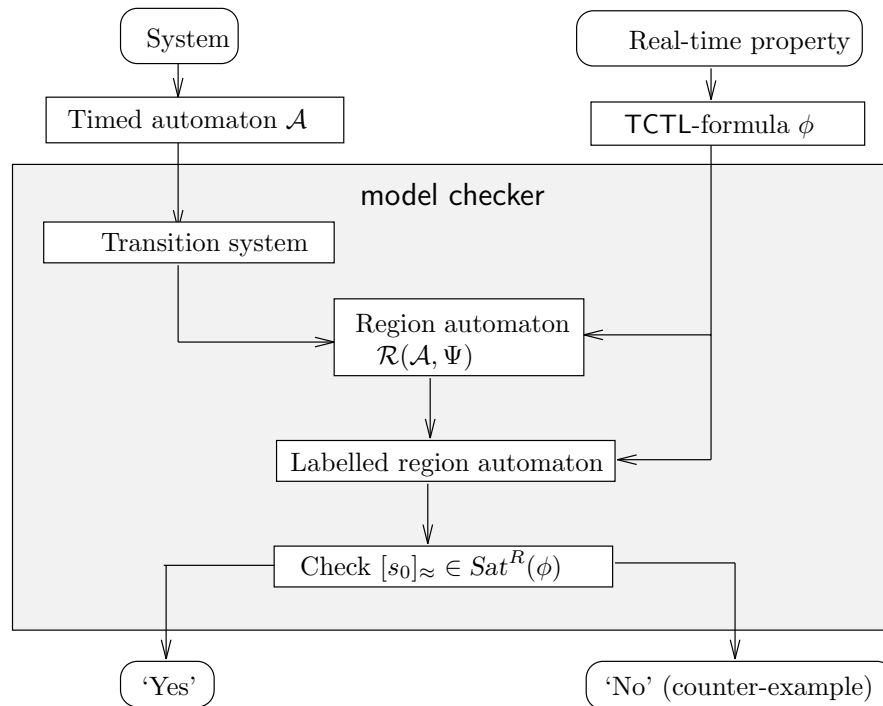 System
Real-time property
Timed automaton 𝒜
TCTL-formula ϕ
model checker
Transition system
Region automaton
ℛ(𝒜, Ψ)
Labelled region automaton
Check [s₀]≈ ∈ Satᴿ(ϕ)
‘Yes’
‘No’ (counter-example)